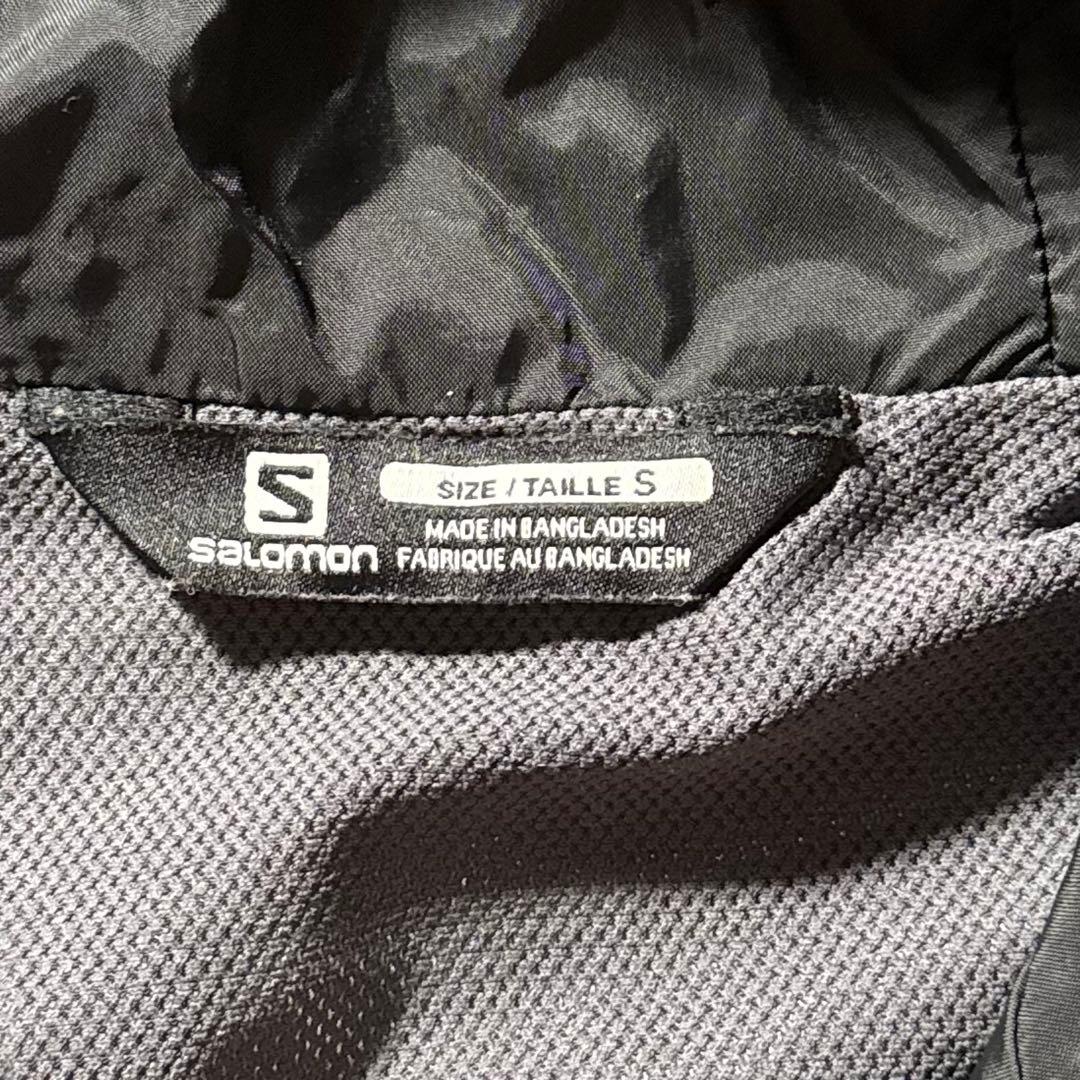 S
SIZE / TAILLE S
MADE IN BANGLADESH
salomon
FABRIQUE AU BANGLADESH